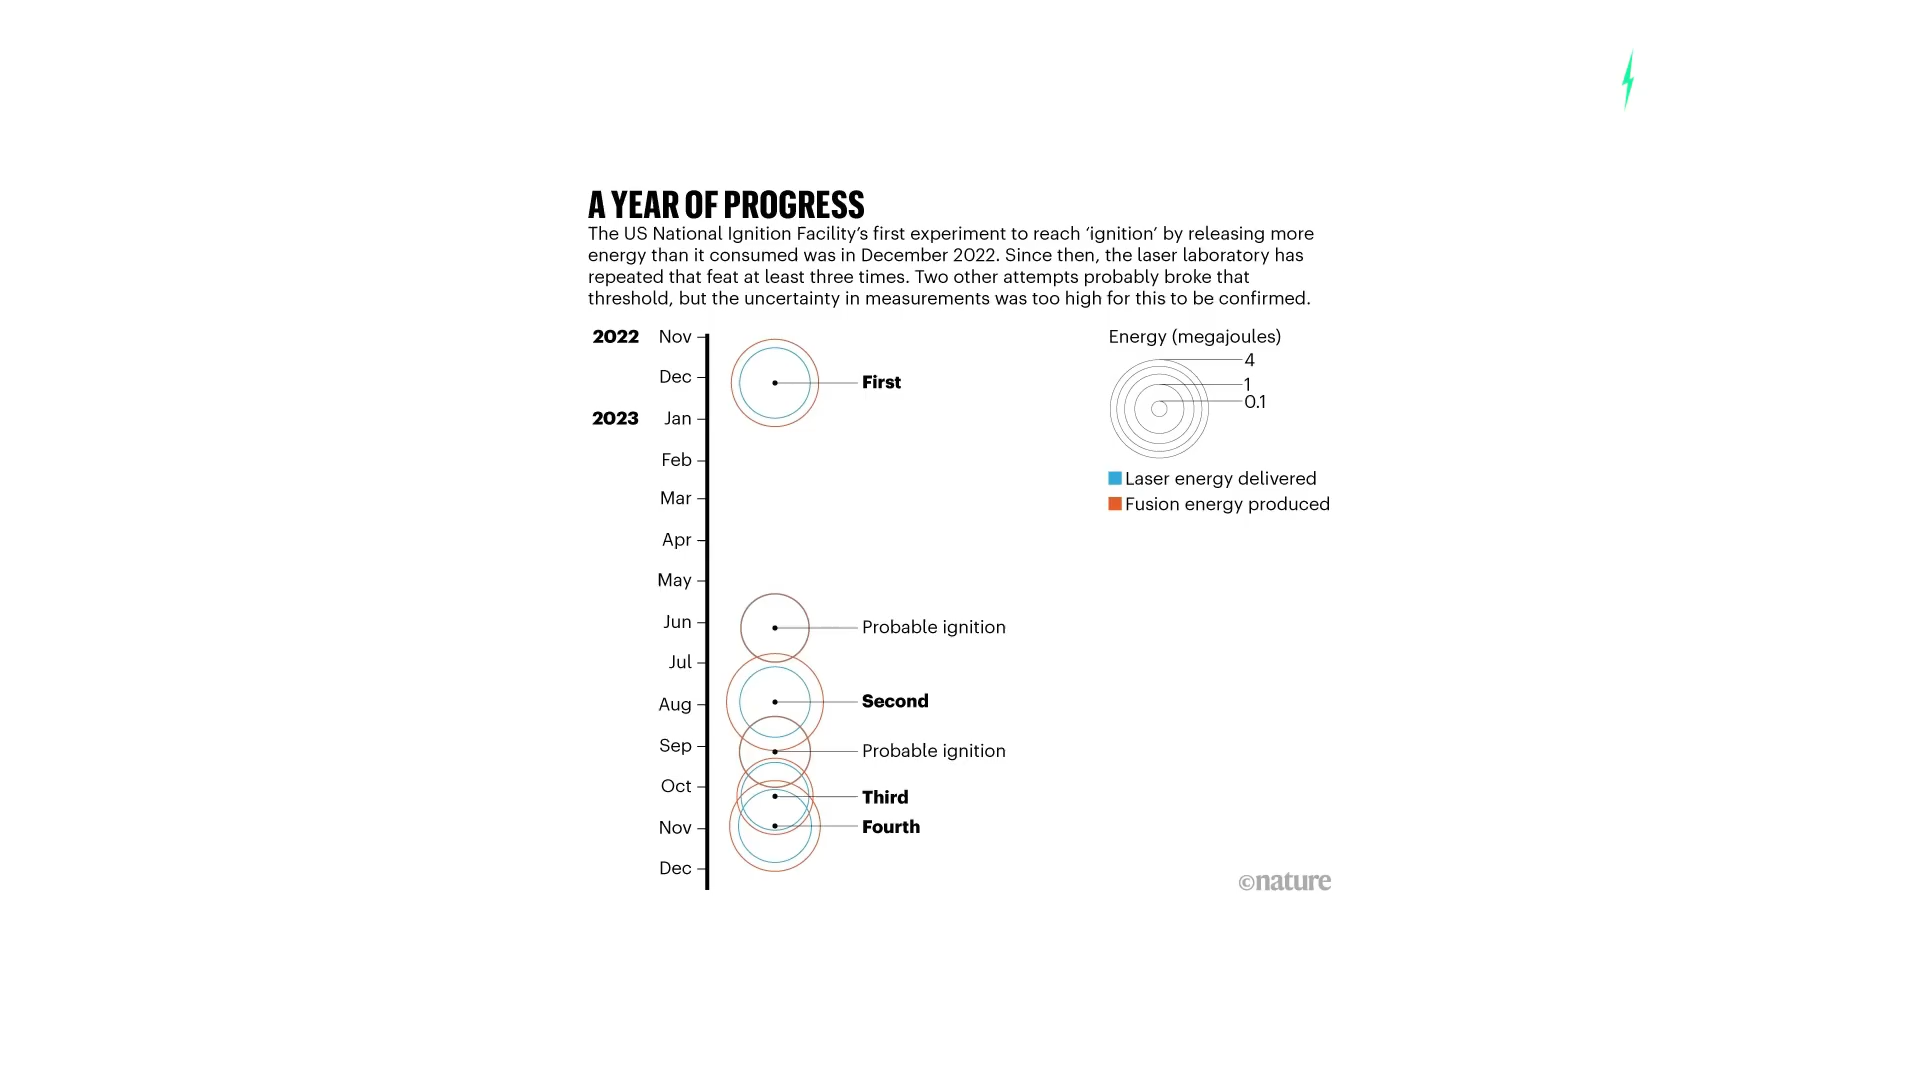 A YEAR OF PROGRESS
The US National Ignition Facility’s first experiment to reach ‘ignition’ by releasing more
energy than it consumed was in December 2022. Since then, the laser laboratory has
repeated that feat at least three times. Two other attempts probably broke that
threshold, but the uncertainty in measurements was too high for this to be confirmed.
2022 Nov
Dec
2023 Jan
Feb
Mar
Apr
May
Jun
Jul
Aug
Sep
Oct
Nov
Dec
First
Probable ignition
Second
Probable ignition
Third
Fourth
Energy (megajoules)
4
1
0.1
Laser energy delivered
Fusion energy produced
©nature